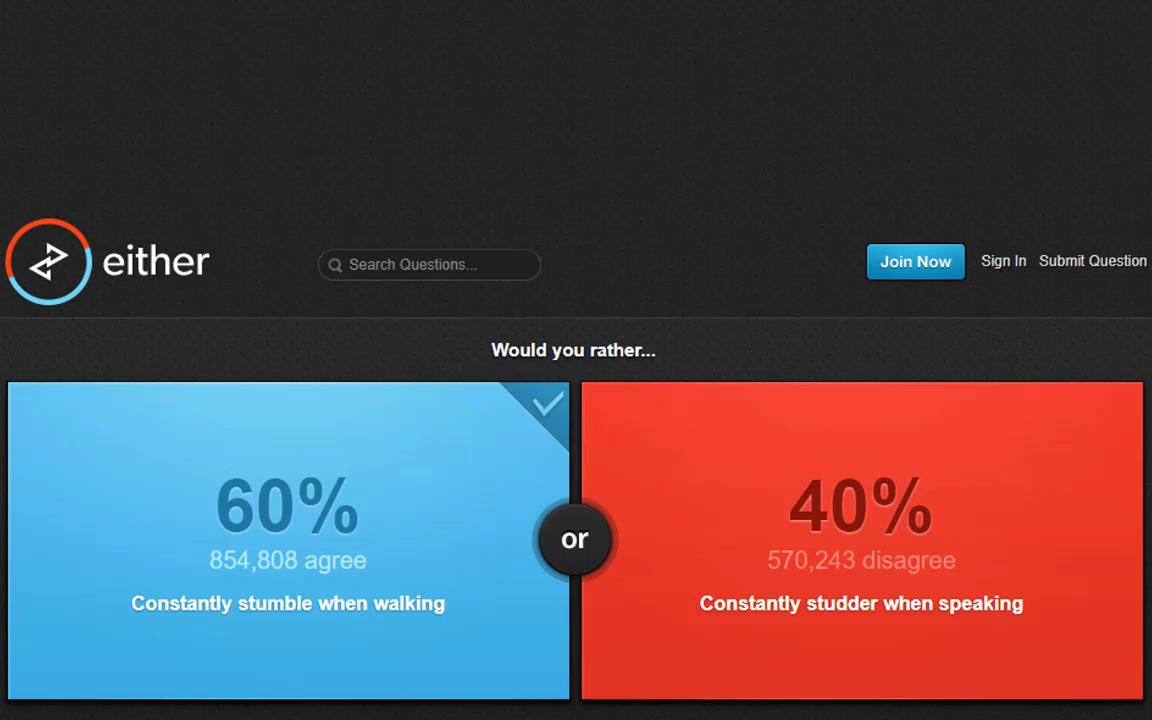 either
Search Questions...
Join Now
Sign In
Submit Question
Would you rather...
60%
854,808 agree
Constantly stumble when walking
or
40%
570,243 disagree
Constantly studder when speaking